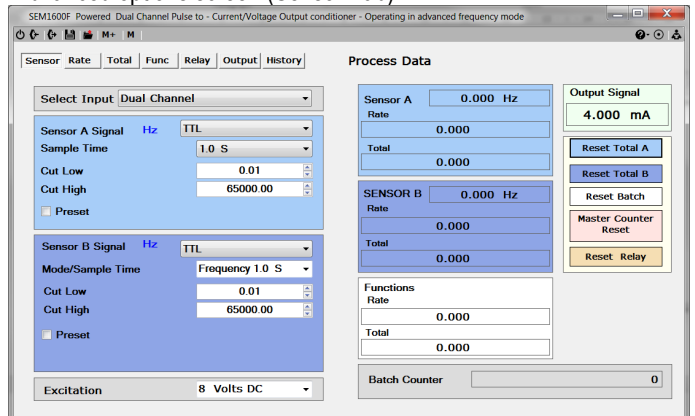 SEM1600F Powered Dual Channel Pulse to - Current/Voltage Output conditioner - Operating in advanced frequency mode
M+ M
Sensor Rate Total Func Relay Output History
Process Data
Select Input Dual Channel
Sensor A Signal Hz TTL
Sample Time 1.0 S
Cut Low 0.01
Cut High 65000.00
Preset
Sensor B Signal Hz TTL
Mode/Sample Time Frequency 1.0 S
Cut Low 0.01
Cut High 65000.00
Preset
Excitation 8 Volts DC
Sensor A 0.000 Hz
Rate
0.000
Total
0.000
SENSOR B 0.000 Hz
Rate
0.000
Total
0.000
Functions
Rate
0.000
Total
0.000
Batch Counter 0
Output Signal
4.000 mA
Reset Total A
Reset Total B
Reset Batch
Master Counter
Reset
Reset Relay